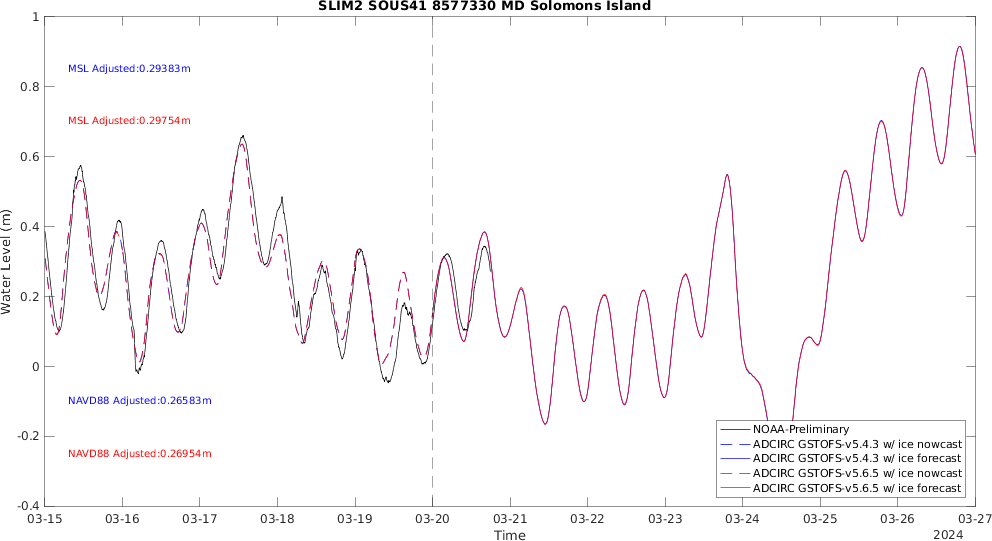 SLIM2 SOUS41 8577330 MD Solomons Island
MSL Adjusted:0.29383m
MSL Adjusted:0.29754m
NAVD88 Adjusted:0.26583m
NAVD88 Adjusted:0.26954m
Water Level (m)
1
0.8
0.6
0.4
0.2
0
-0.2
-0.4
NOAA-Preliminary
ADCIRC GSTOFS-v5.4.3 w/ ice nowcast
ADCIRC GSTOFS-v5.4.3 w/ ice forecast
ADCIRC GSTOFS-v5.6.5 w/ ice nowcast
ADCIRC GSTOFS-v5.6.5 w/ ice forecast
03-15 03-16 03-17 03-18 03-19 03-20 03-21 03-22 03-23 03-24 03-25 03-26 03-27
Time
2024